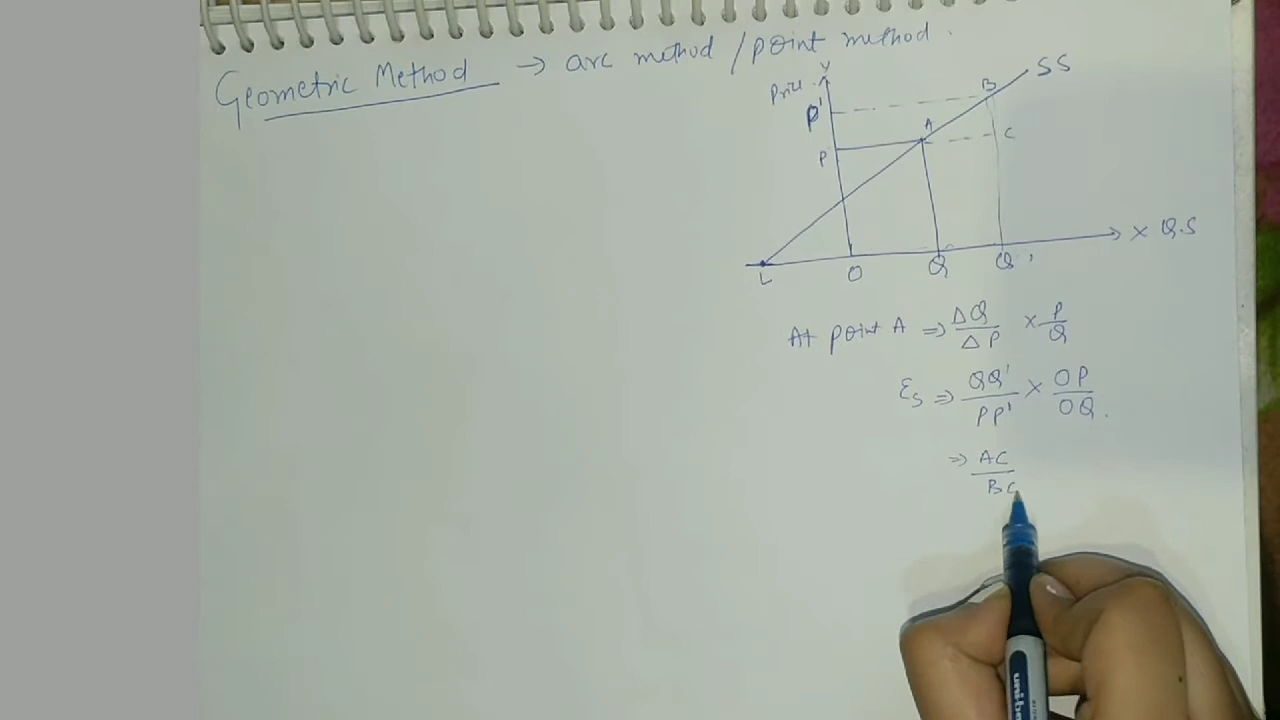 Geometric Method → arc method / point method.
Y
Price
SS
B
P'
A
C
P
X Q.S
L O Q Q'
At point A ⇒ ΔQ/ΔP × P/Q
Es ⇒ QQ'/PP' × OP/OQ.
⇒ AC/BC